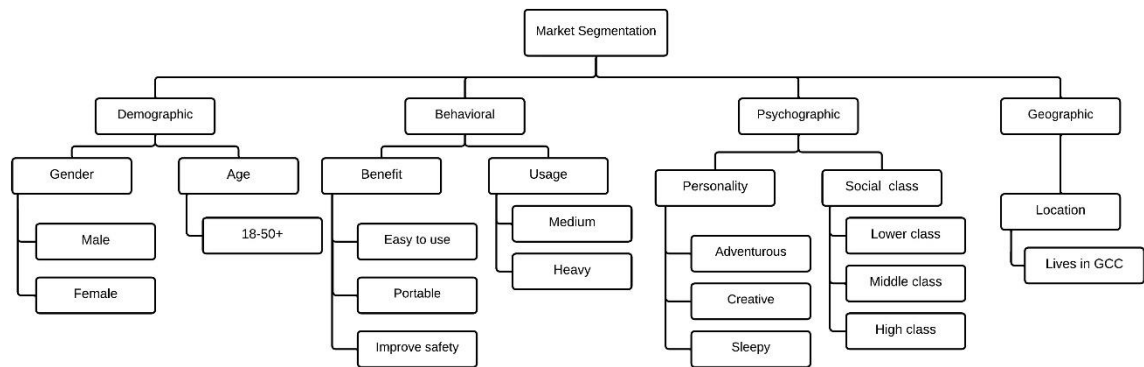 Market Segmentation
Demographic
Behavioral
Psychographic
Geographic
Gender
Age
Benefit
Usage
Personality
Social class
Location
Male
Female
18-50+
Easy to use
Portable
Improve safety
Medium
Heavy
Adventurous
Creative
Sleepy
Lower class
Middle class
High class
Lives in GCC